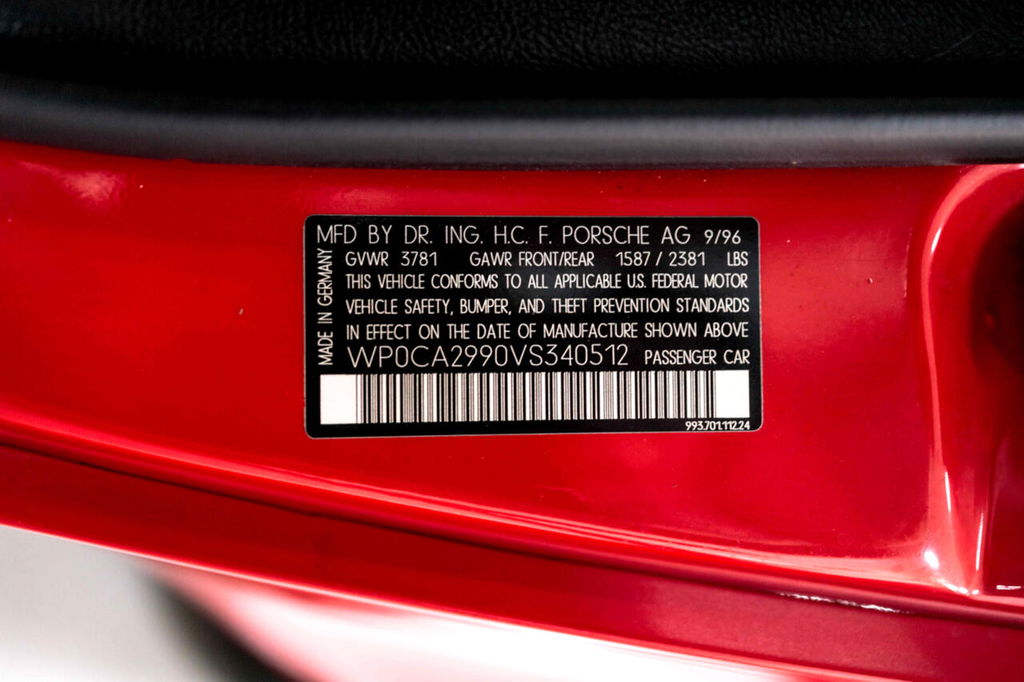 MFD BY DR. ING. H.C. F. PORSCHE AG 9/96
GVWR 3781 GAWR FRONT/REAR 1587 / 2381 LBS
THIS VEHICLE CONFORMS TO ALL APPLICABLE U.S. FEDERAL MOTOR
VEHICLE SAFETY, BUMPER, AND THEFT PREVENTION STANDARDS
IN EFFECT ON THE DATE OF MANUFACTURE SHOWN ABOVE
WP0CA2990VS340512 PASSENGER CAR
MADE IN GERMANY
993.701.112.24